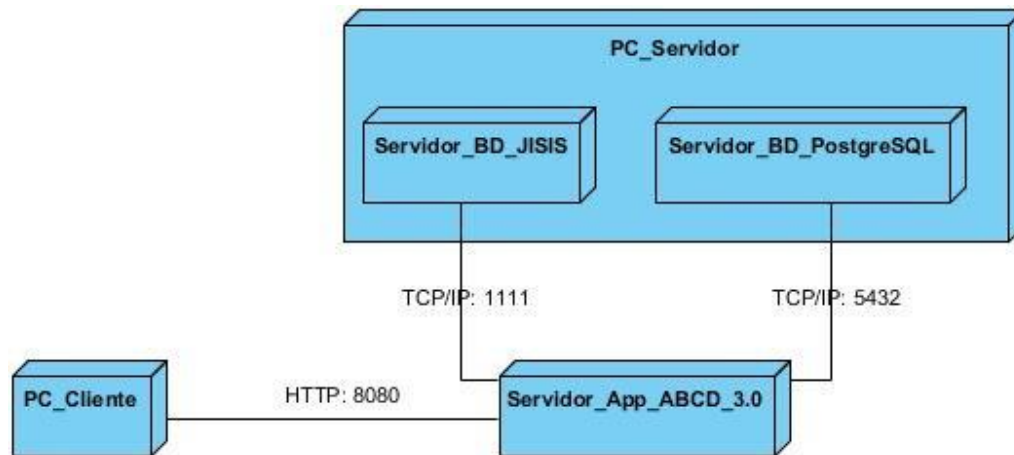 PC_Servidor
Servidor_BD_JISIS
Servidor_BD_PostgreSQL
TCP/IP: 1111
TCP/IP: 5432
PC_Cliente
HTTP: 8080
Servidor_App_ABCD_3.0